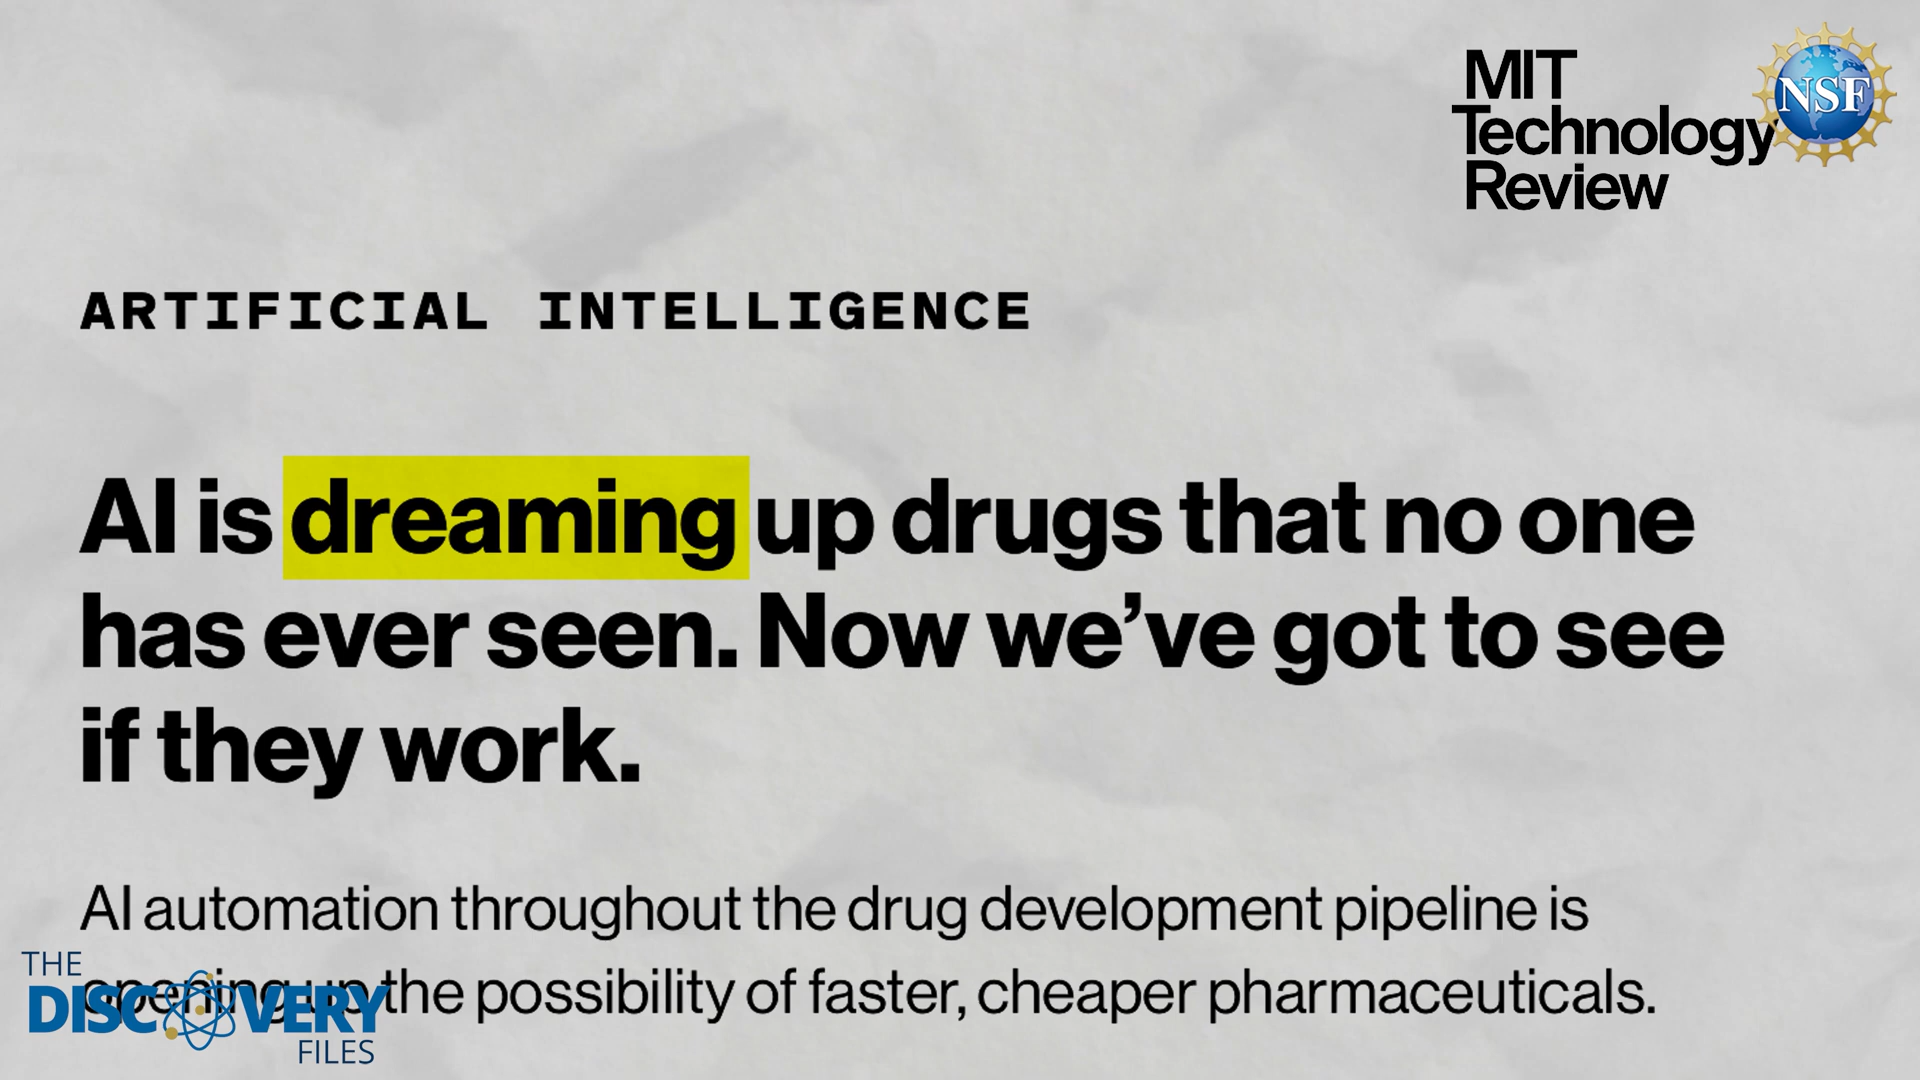 MIT
Technology
Review
NSF
ARTIFICIAL INTELLIGENCE
AI is dreaming up drugs that no one
has ever seen. Now we've got to see
if they work.
AI automation throughout the drug development pipeline is
opening up the possibility of faster, cheaper pharmaceuticals.
THE
DISCOVERY
FILES